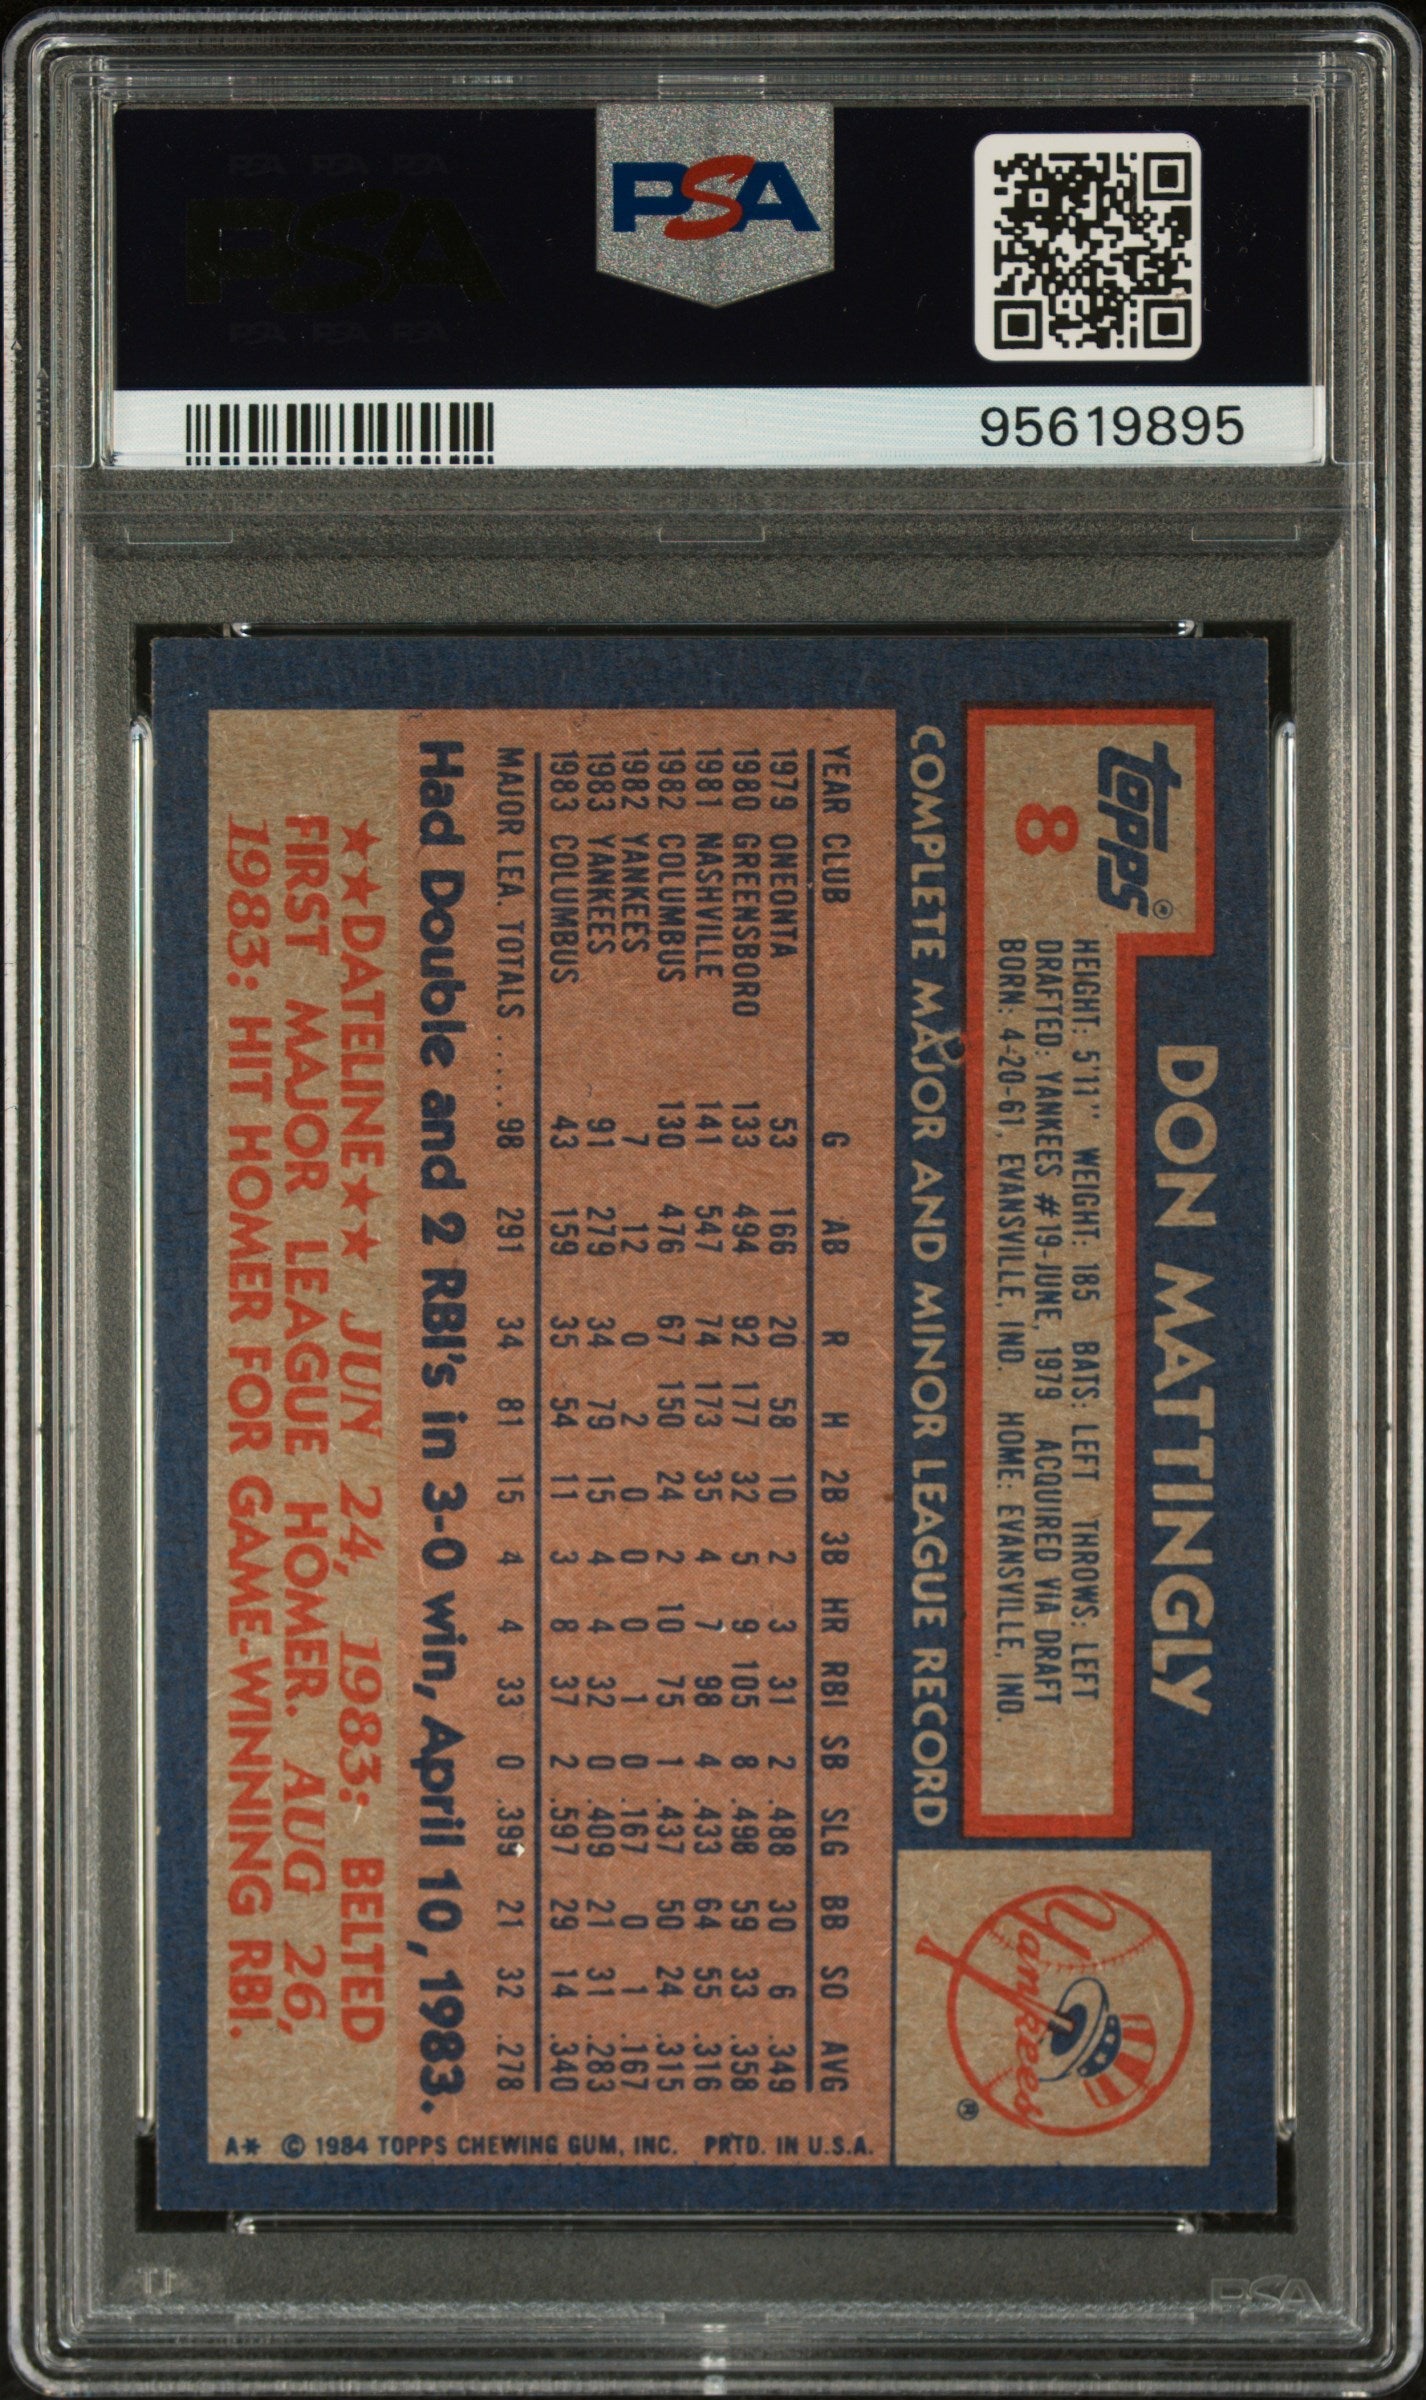 PSA PSA PSA
PSA
PSA PSA PSA
PSA
95619895
Topps®
8
DON MATTINGLY
HEIGHT: 5'11" WEIGHT: 185 BATS: LEFT THROWS: LEFT
DRAFTED: YANKEES #19-JUNE, 1979 ACQUIRED VIA DRAFT
BORN: 4-20-61, EVANSVILLE, IND. HOME: EVANSVILLE, IND.
Yankees ®
COMPLETE MAJOR AND MINOR LEAGUE RECORD
YEAR CLUB G AB R H 2B 3B HR RBI SB SLG BB SO AVG
1979 ONEONTA 53 166 20 58 10 2 3 31 2 .488 30 6 .349
1980 GREENSBORO 133 494 92 177 32 5 9 105 8 .498 59 33 .358
1981 NASHVILLE 141 547 74 173 35 4 7 98 4 .433 64 55 .316
1982 COLUMBUS 130 476 67 150 24 2 10 75 1 .437 50 24 .315
1982 YANKEES 7 12 0 2 0 0 0 1 0 .167 0 1 .167
1983 YANKEES 91 279 34 79 15 4 4 32 0 .409 21 31 .283
1983 COLUMBUS 43 159 35 54 11 3 8 37 2 .597 29 14 .340
MAJOR LEA. TOTALS ..... 98 291 34 81 15 4 4 33 0 .399 21 32 .278
Had Double and 2 RBI's in 3-0 win, April 10, 1983.
★★DATELINE★★ JUN 24, 1983: BELTED
FIRST MAJOR LEAGUE HOMER. AUG 26,
1983: HIT HOMER FOR GAME-WINNING RBI.
A* © 1984 TOPPS CHEWING GUM, INC. PRTD. IN U.S.A.
PSA